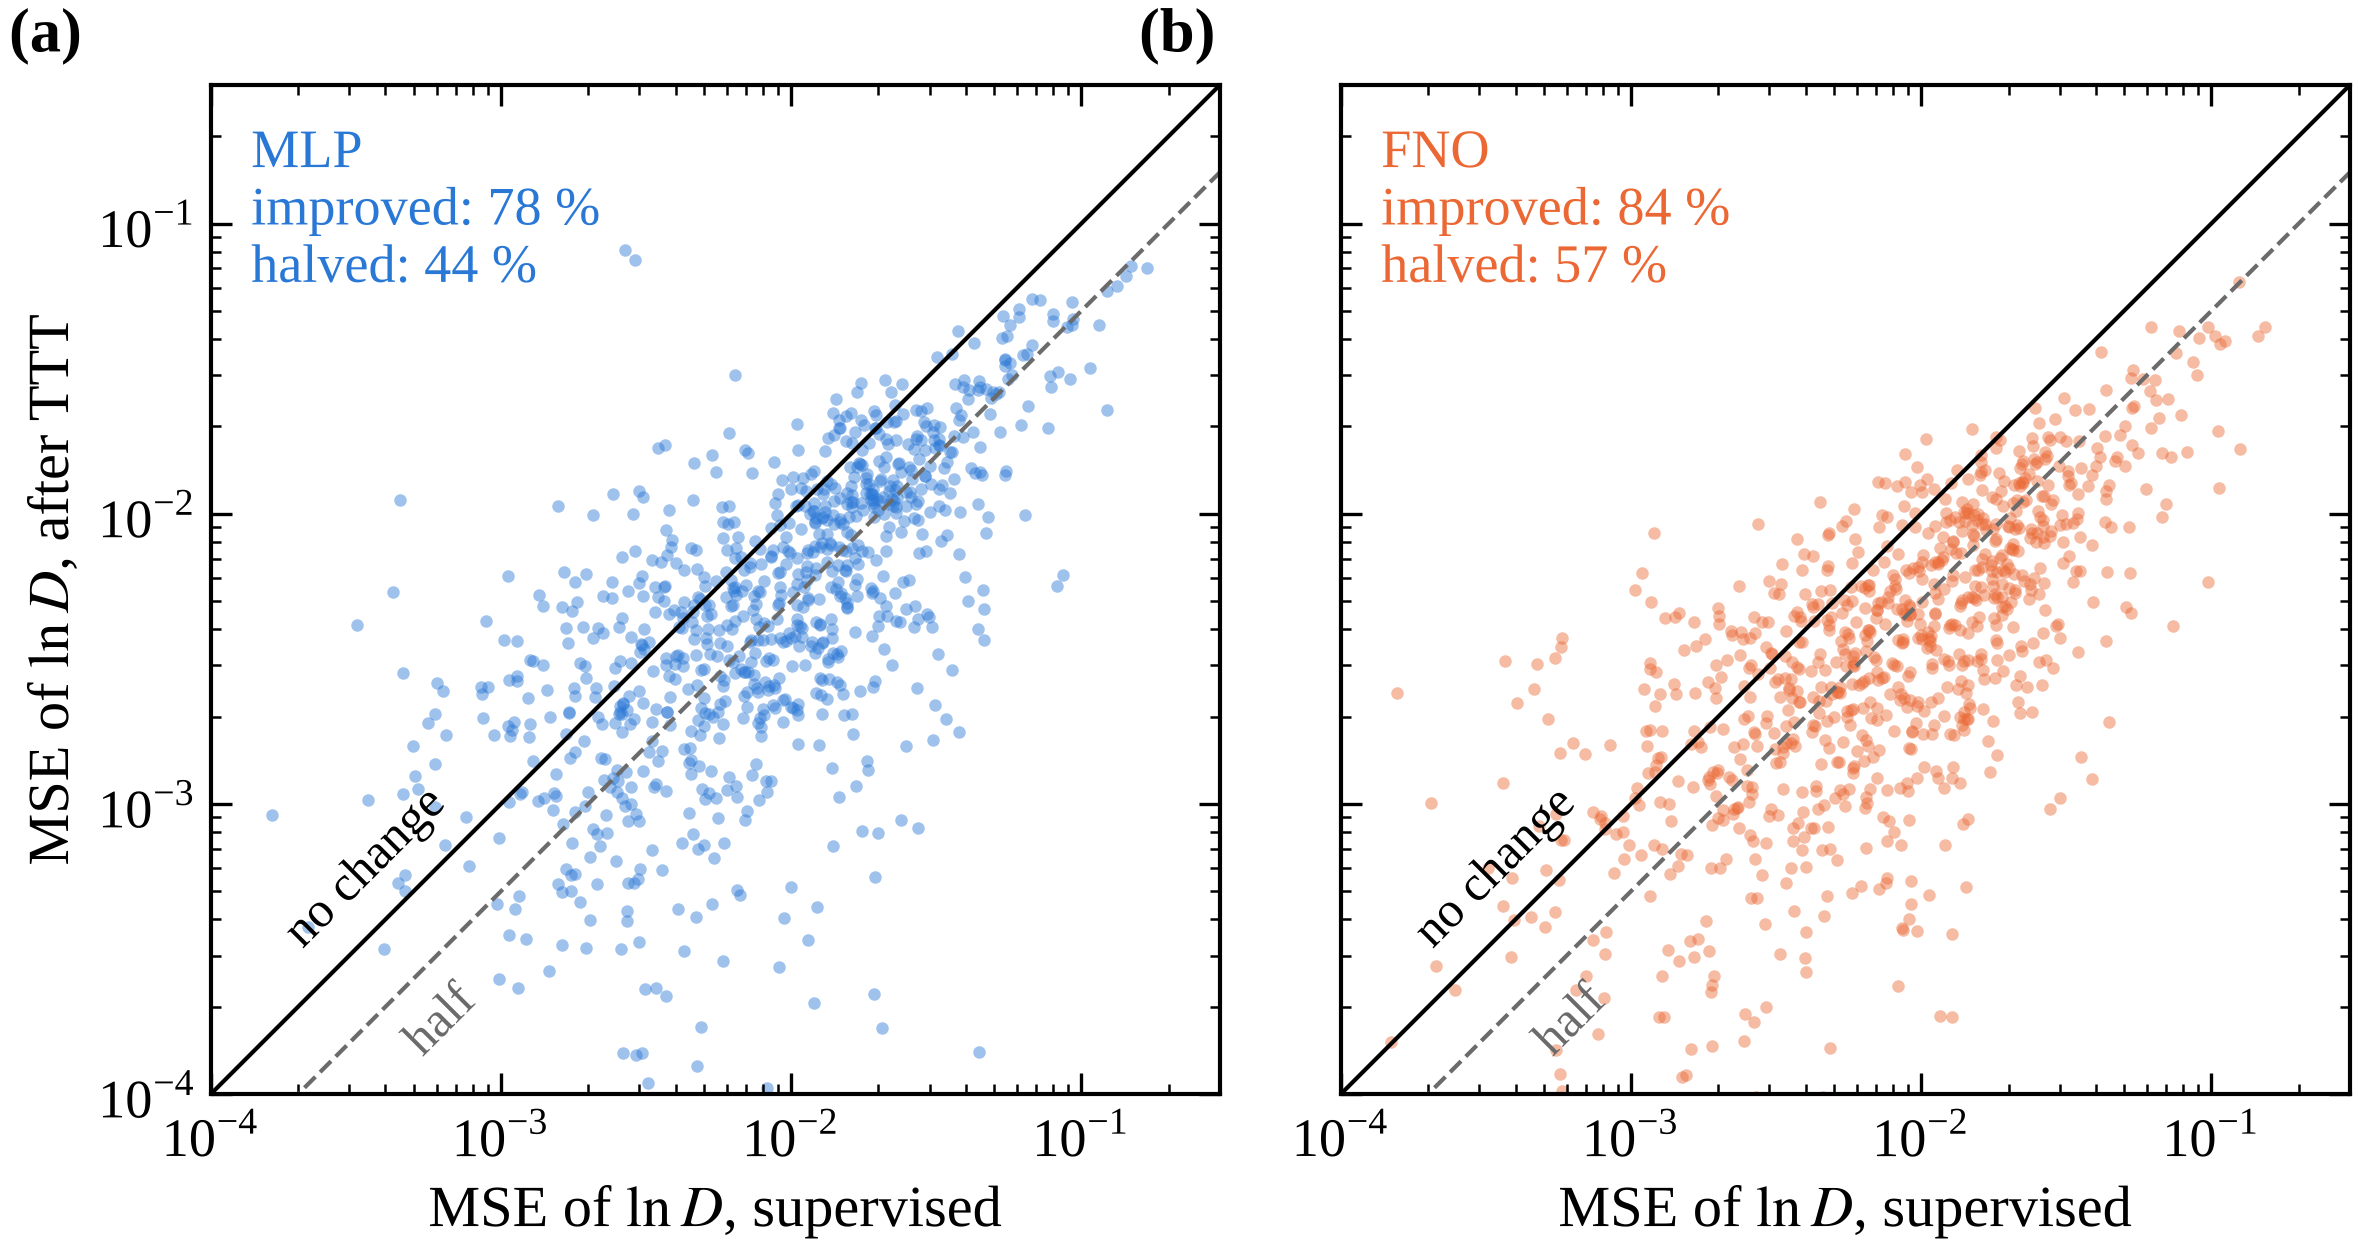 (a)
MLP
improved: 78 %
halved: 44 %
no change
half
10⁻¹
10⁻²
10⁻³
10⁻⁴
MSE of ln D, after TTT
10⁻⁴ 10⁻³ 10⁻² 10⁻¹
MSE of ln D, supervised
(b)
FNO
improved: 84 %
halved: 57 %
no change
half
10⁻⁴ 10⁻³ 10⁻² 10⁻¹
MSE of ln D, supervised